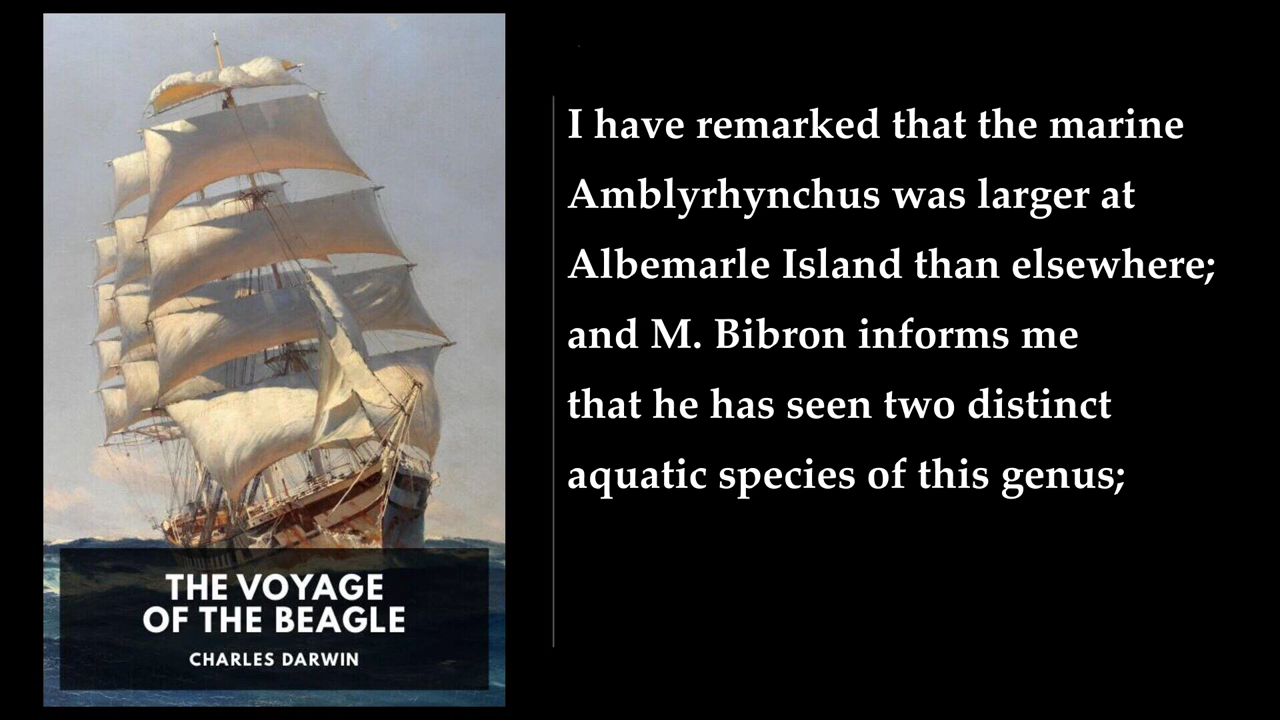 THE VOYAGE
OF THE BEAGLE
CHARLES DARWIN
I have remarked that the marine
Amblyrhynchus was larger at
Albemarle Island than elsewhere;
and M. Bibron informs me
that he has seen two distinct
aquatic species of this genus;